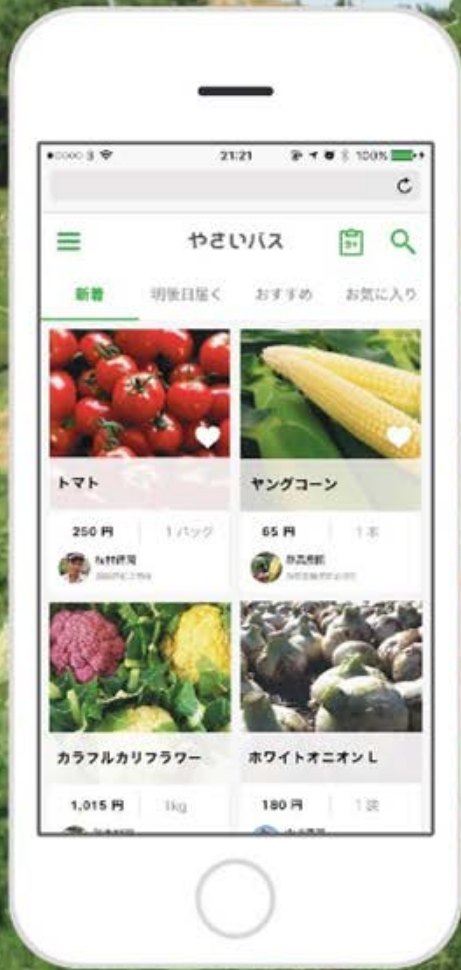 21:21 100%
やさいバス
新着 明後日届く おすすめ お気に入り
トマト
ヤングコーン
250 円 1パック
65 円 1本
カラフルカリフラワー
ホワイトオニオン L
1,015 円 1kg
180 円